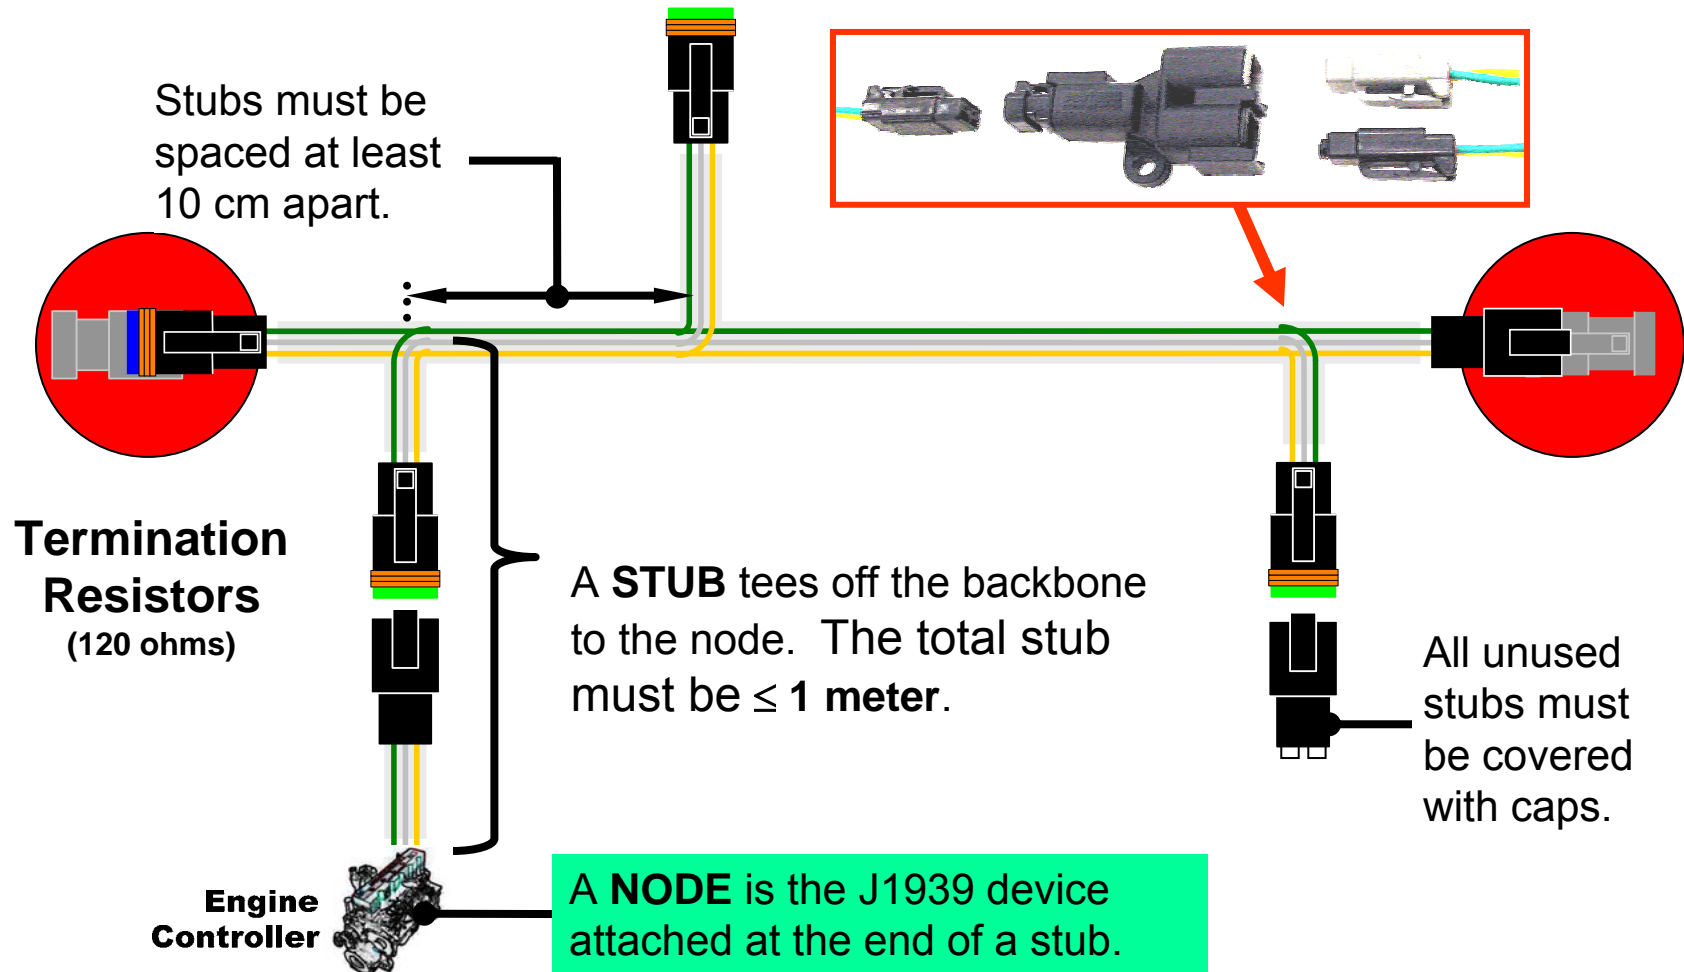 Stubs must be
spaced at least
10 cm apart.
Termination
Resistors
(120 ohms)
A STUB tees off the backbone
to the node. The total stub
must be ≤ 1 meter.
All unused
stubs must
be covered
with caps.
Engine
Controller
A NODE is the J1939 device
attached at the end of a stub.